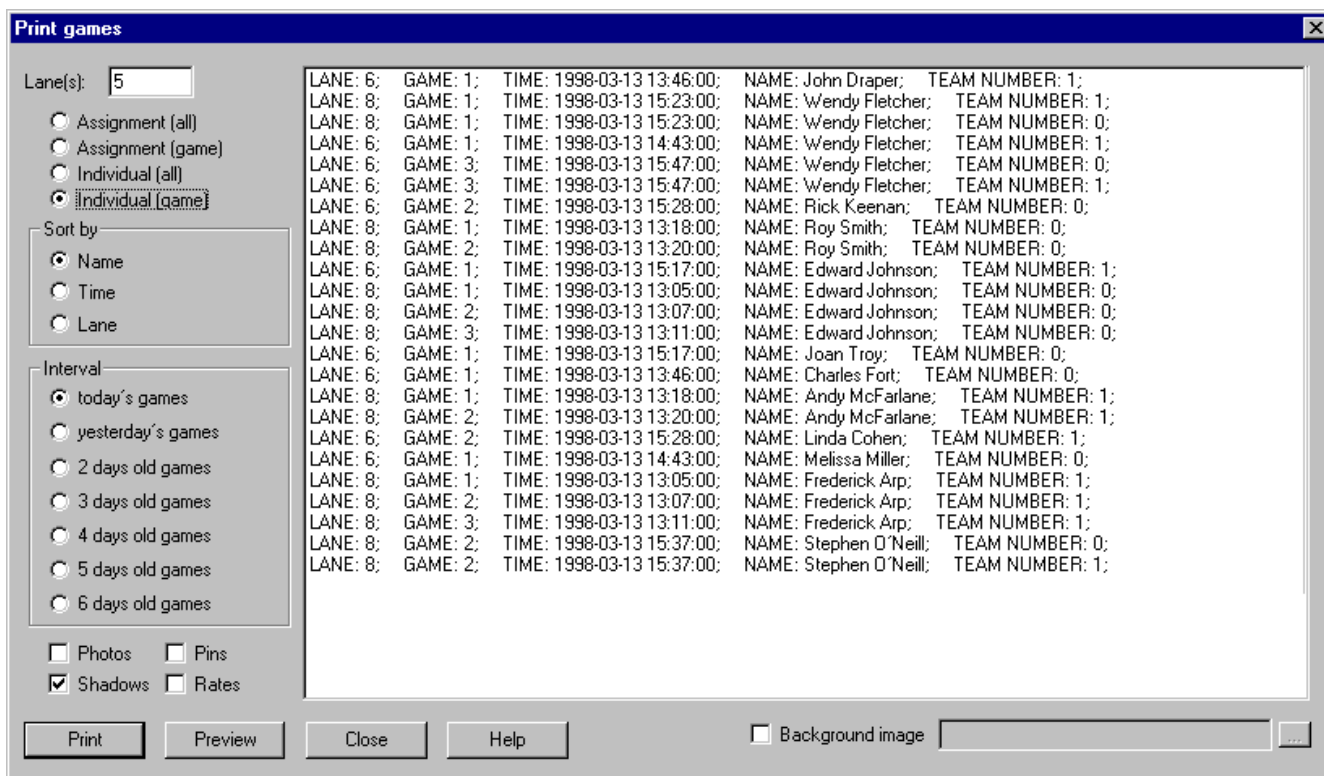 Print games
Lane(s): 5
Assignment (all)
Assignment (game)
Individual (all)
Individual (game)
Sort by
Name
Time
Lane
Interval
today´s games
yesterday´s games
2 days old games
3 days old games
4 days old games
5 days old games
6 days old games
Photos Pins
Shadows Rates
LANE: 6; GAME: 1; TIME: 1998-03-13 13:46:00; NAME: John Draper; TEAM NUMBER: 1;
LANE: 8; GAME: 1; TIME: 1998-03-13 15:23:00; NAME: Wendy Fletcher; TEAM NUMBER: 1;
LANE: 8; GAME: 1; TIME: 1998-03-13 15:23:00; NAME: Wendy Fletcher; TEAM NUMBER: 0;
LANE: 6; GAME: 1; TIME: 1998-03-13 14:43:00; NAME: Wendy Fletcher; TEAM NUMBER: 1;
LANE: 6; GAME: 3; TIME: 1998-03-13 15:47:00; NAME: Wendy Fletcher; TEAM NUMBER: 0;
LANE: 6; GAME: 3; TIME: 1998-03-13 15:47:00; NAME: Wendy Fletcher; TEAM NUMBER: 1;
LANE: 6; GAME: 2; TIME: 1998-03-13 15:28:00; NAME: Rick Keenan; TEAM NUMBER: 0;
LANE: 8; GAME: 1; TIME: 1998-03-13 13:18:00; NAME: Roy Smith; TEAM NUMBER: 0;
LANE: 8; GAME: 2; TIME: 1998-03-13 13:20:00; NAME: Roy Smith; TEAM NUMBER: 0;
LANE: 6; GAME: 1; TIME: 1998-03-13 15:17:00; NAME: Edward Johnson; TEAM NUMBER: 1;
LANE: 8; GAME: 1; TIME: 1998-03-13 13:05:00; NAME: Edward Johnson; TEAM NUMBER: 0;
LANE: 8; GAME: 2; TIME: 1998-03-13 13:07:00; NAME: Edward Johnson; TEAM NUMBER: 0;
LANE: 8; GAME: 3; TIME: 1998-03-13 13:11:00; NAME: Edward Johnson; TEAM NUMBER: 0;
LANE: 6; GAME: 1; TIME: 1998-03-13 15:17:00; NAME: Joan Troy; TEAM NUMBER: 0;
LANE: 6; GAME: 1; TIME: 1998-03-13 13:46:00; NAME: Charles Fort; TEAM NUMBER: 0;
LANE: 8; GAME: 1; TIME: 1998-03-13 13:18:00; NAME: Andy McFarlane; TEAM NUMBER: 1;
LANE: 8; GAME: 2; TIME: 1998-03-13 13:20:00; NAME: Andy McFarlane; TEAM NUMBER: 1;
LANE: 6; GAME: 2; TIME: 1998-03-13 15:28:00; NAME: Linda Cohen; TEAM NUMBER: 1;
LANE: 6; GAME: 1; TIME: 1998-03-13 14:43:00; NAME: Melissa Miller; TEAM NUMBER: 0;
LANE: 8; GAME: 1; TIME: 1998-03-13 13:05:00; NAME: Frederick Arp; TEAM NUMBER: 1;
LANE: 8; GAME: 2; TIME: 1998-03-13 13:07:00; NAME: Frederick Arp; TEAM NUMBER: 1;
LANE: 8; GAME: 3; TIME: 1998-03-13 13:11:00; NAME: Frederick Arp; TEAM NUMBER: 1;
LANE: 8; GAME: 2; TIME: 1998-03-13 15:37:00; NAME: Stephen O´Neill; TEAM NUMBER: 0;
LANE: 8; GAME: 2; TIME: 1998-03-13 15:37:00; NAME: Stephen O´Neill; TEAM NUMBER: 1;
Print Preview Close Help Background image ...